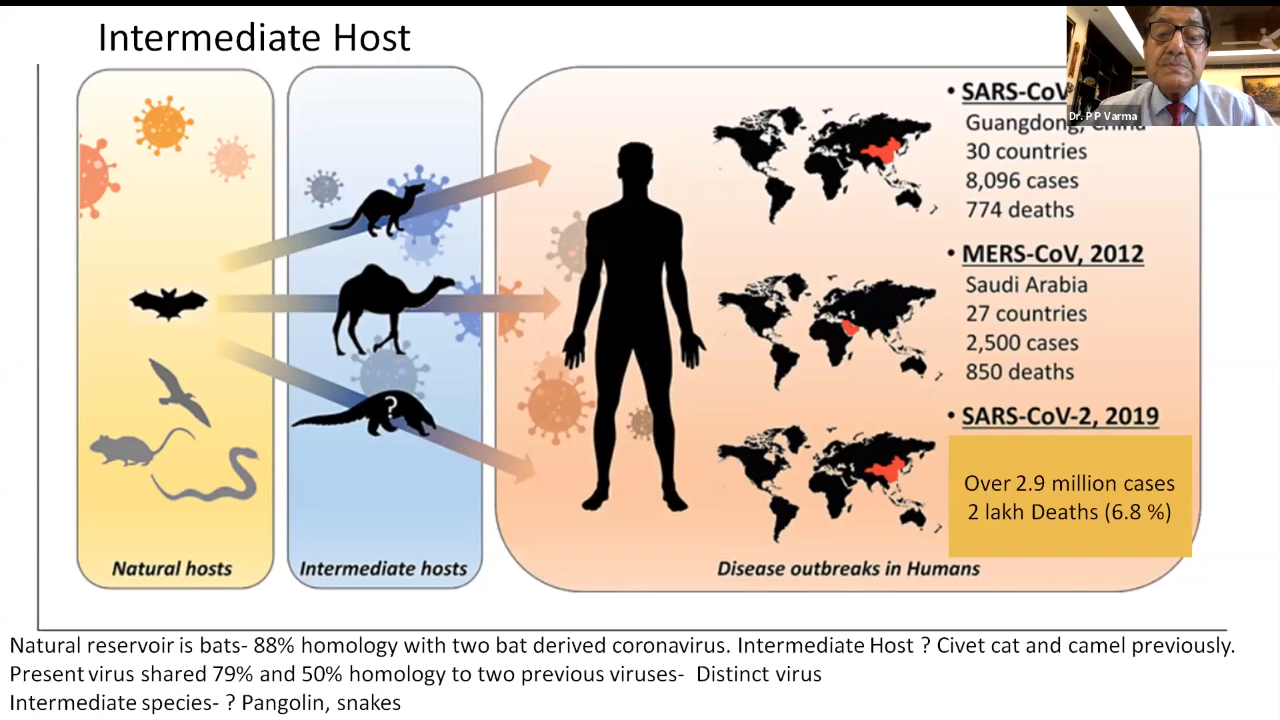 Intermediate Host
Dr. P P Varma
• SARS-CoV
Guangdong, China
30 countries
8,096 cases
774 deaths
• MERS-CoV, 2012
Saudi Arabia
27 countries
2,500 cases
850 deaths
• SARS-CoV-2, 2019
Over 2.9 million cases
2 lakh Deaths (6.8 %)
?
Natural hosts
Intermediate hosts
Disease outbreaks in Humans
Natural reservoir is bats- 88% homology with two bat derived coronavirus. Intermediate Host ? Civet cat and camel previously.
Present virus shared 79% and 50% homology to two previous viruses- Distinct virus
Intermediate species- ? Pangolin, snakes